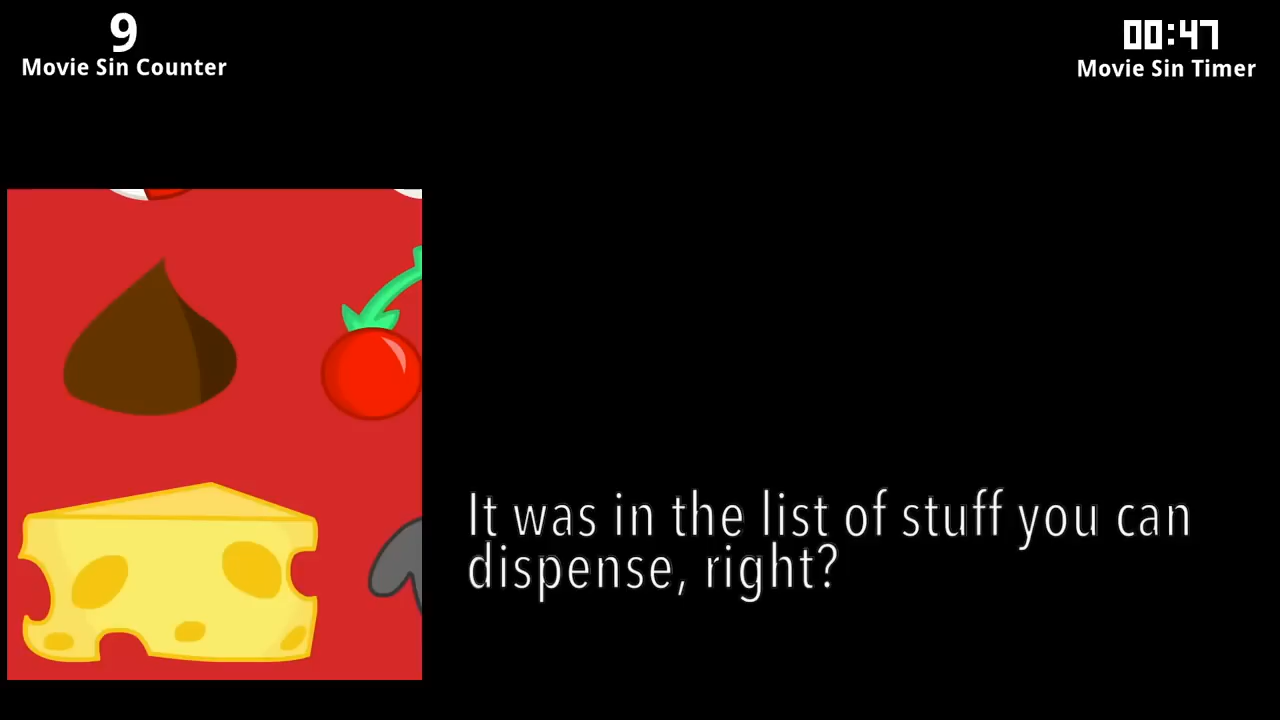 9
Movie Sin Counter
00:47
Movie Sin Timer
It was in the list of stuff you can
dispense, right?